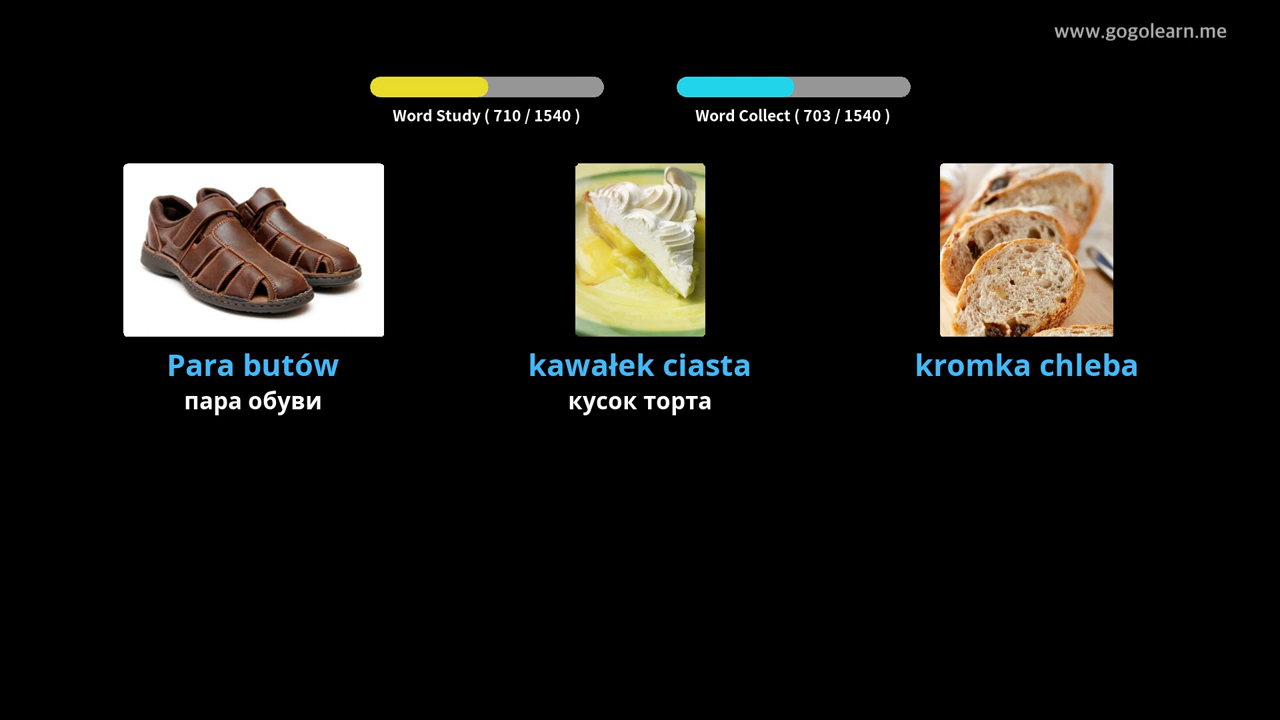 www.gogolearn.me
Word Study ( 710 / 1540 )
Word Collect ( 703 / 1540 )
Para butów
kawałek ciasta
kromka chleba
пара обуви
кусок торта